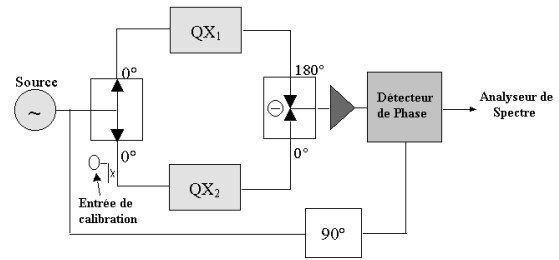 QX₁
0°
180°
Source
~
Détecteur
de Phase
Analyseur de
Spectre
0°
0°
x
QX₂
Entrée de
calibration
90°